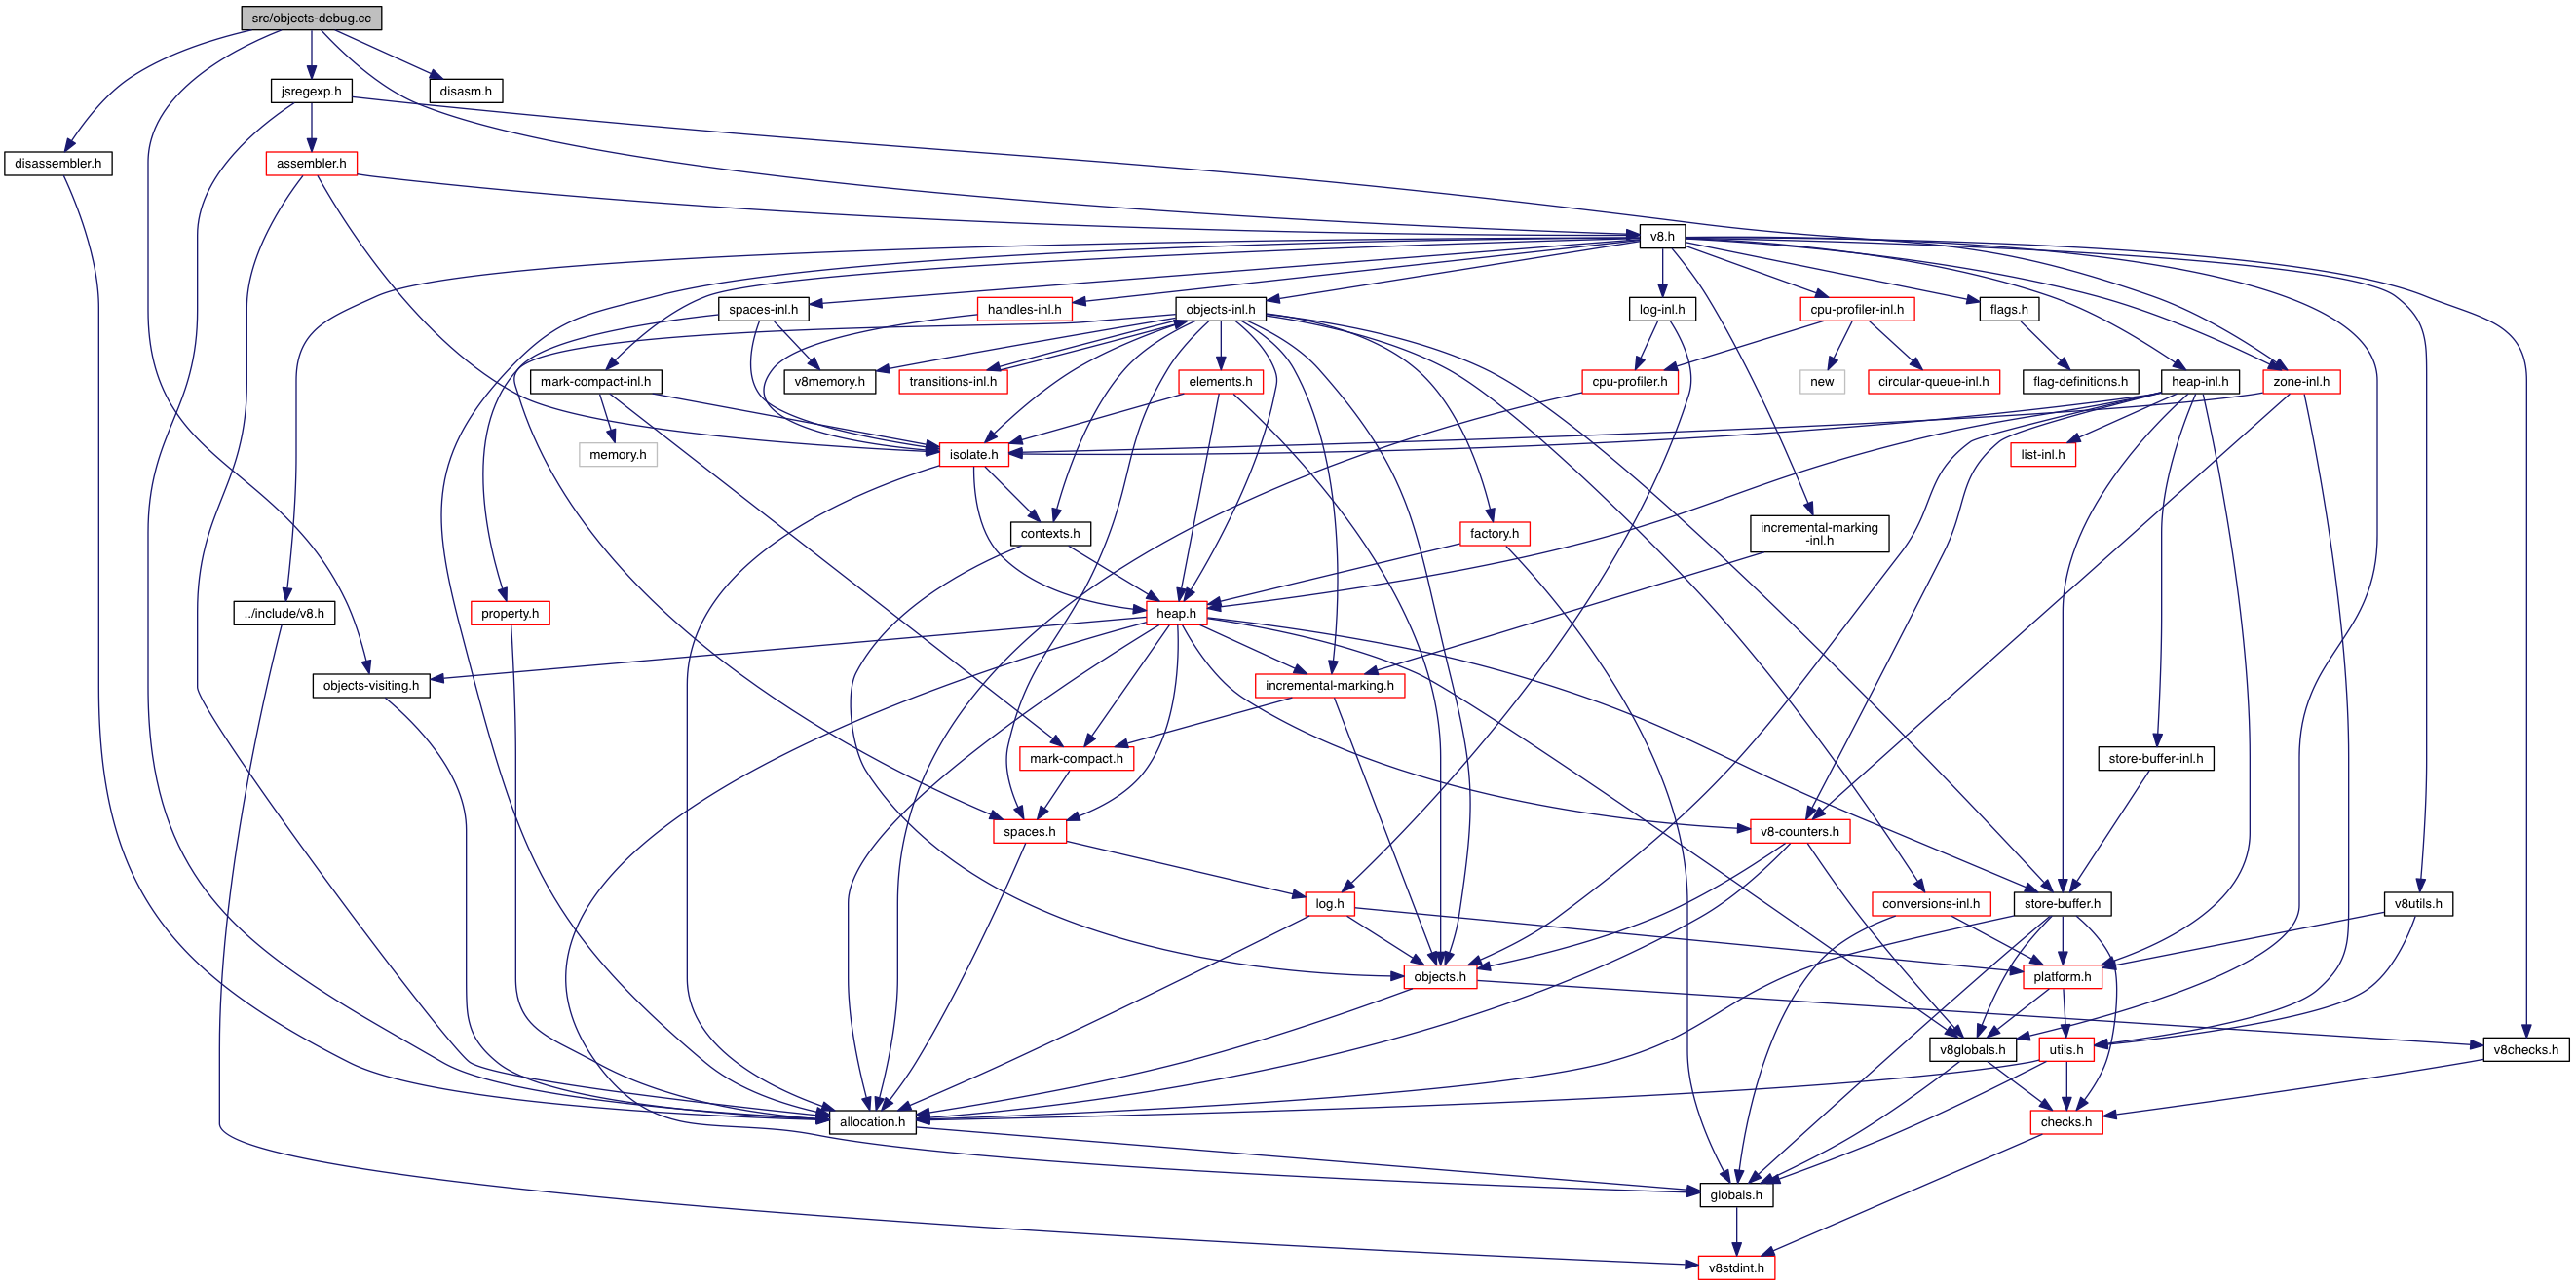 src/objects-debug.cc
jsregexp.h
disasm.h
disassembler.h
assembler.h
v8.h
spaces-inl.h
handles-inl.h
objects-inl.h
log-inl.h
cpu-profiler-inl.h
flags.h
mark-compact-inl.h
v8memory.h
transitions-inl.h
elements.h
cpu-profiler.h
new
circular-queue-inl.h
flag-definitions.h
heap-inl.h
zone-inl.h
memory.h
isolate.h
list-inl.h
contexts.h
factory.h
incremental-marking
-inl.h
../include/v8.h
property.h
heap.h
objects-visiting.h
incremental-marking.h
mark-compact.h
store-buffer-inl.h
spaces.h
v8-counters.h
log.h
conversions-inl.h
store-buffer.h
v8utils.h
objects.h
platform.h
v8globals.h
utils.h
v8checks.h
allocation.h
checks.h
globals.h
v8stdint.h